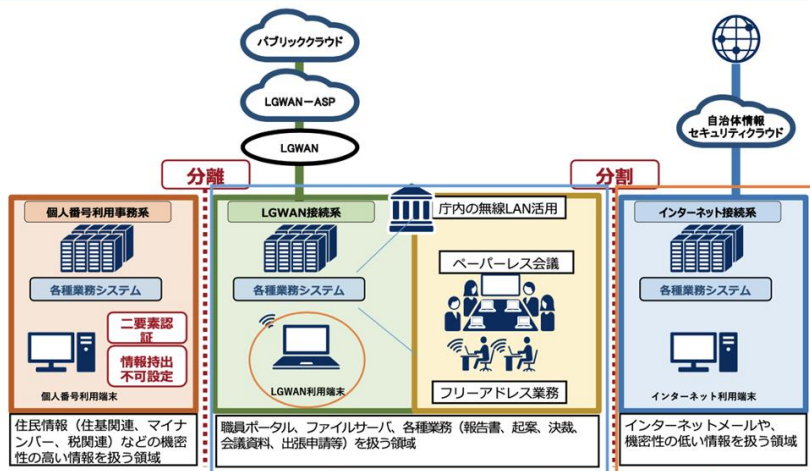 パブリッククラウド
LGWAN－ASP
LGWAN
自治体情報
セキュリティクラウド
分離
分割
個人番号利用事務系
各種業務システム
二要素認
証
情報持出
不可設定
個人番号利用端末
LGWAN接続系
各種業務システム
LGWAN利用端末
庁内の無線LAN活用
ペーパーレス会議
フリーアドレス業務
インターネット接続系
各種業務システム
インターネット利用端末
住民情報（住基関連、マイナ
ンバー、税関連）などの機密
性の高い情報を扱う領域
職員ポータル、ファイルサーバ、各種業務（報告書、起案、決裁、
会議資料、出張申請等）を扱う領域
インターネットメールや、
機密性の低い情報を扱う領域